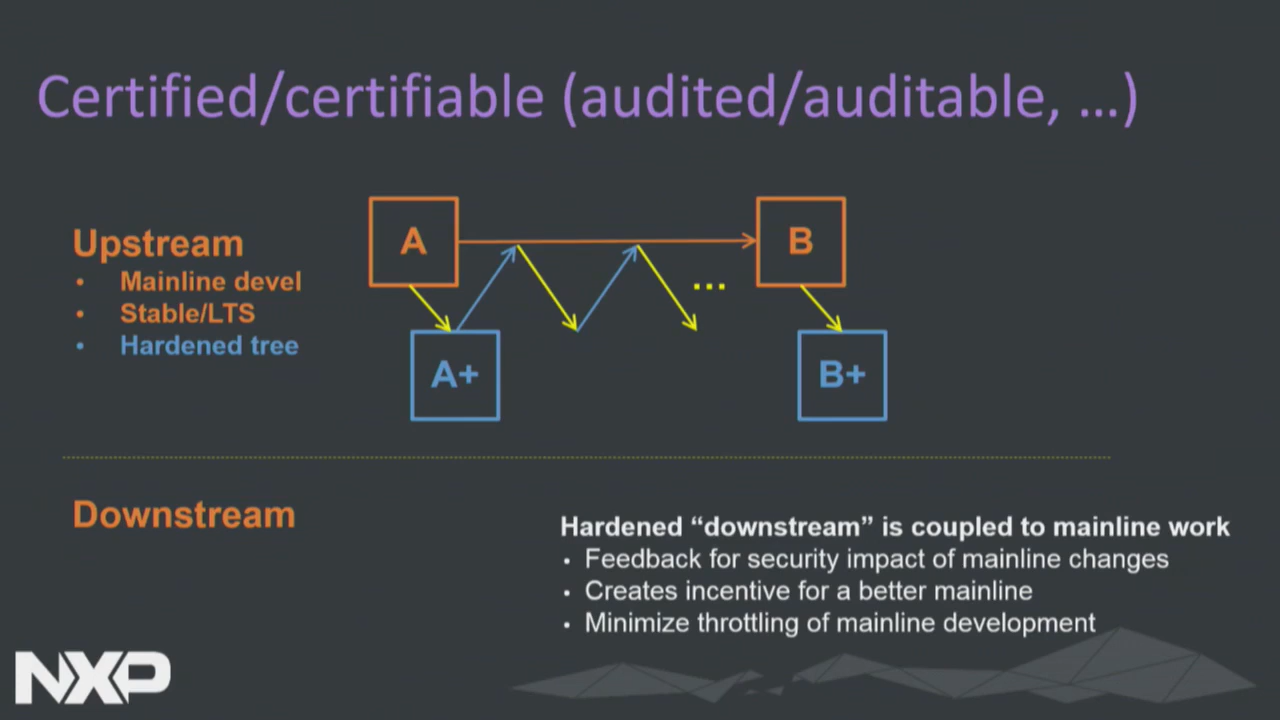 Certified/certifiable (audited/auditable, ...)
Upstream
• Mainline devel
• Stable/LTS
• Hardened tree
A
B
...
A+
B+
Downstream
Hardened “downstream” is coupled to mainline work
• Feedback for security impact of mainline changes
• Creates incentive for a better mainline
• Minimize throttling of mainline development
NXP